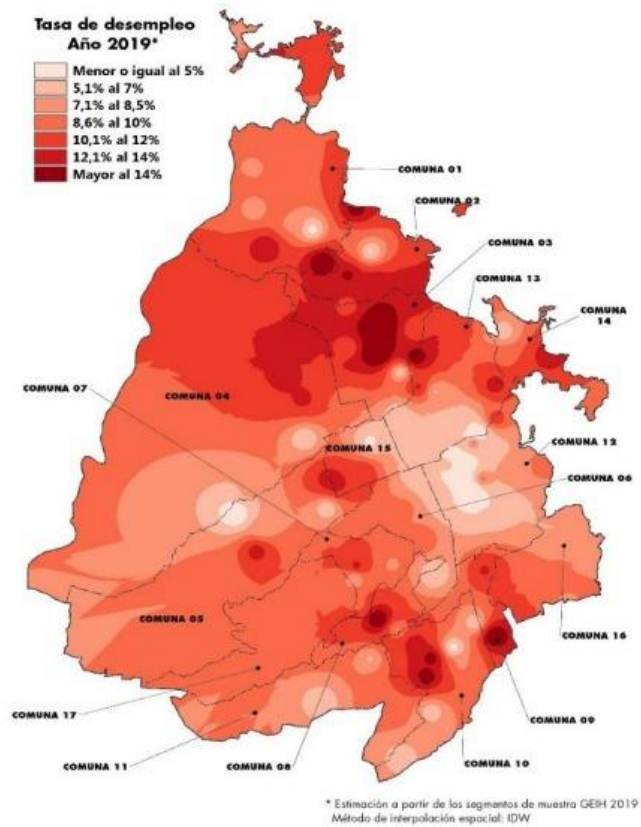 Tasa de desempleo
Año 2019*
Menor o igual al 5%
5,1% al 7%
7,1% al 8,5%
8,6% al 10%
10,1% al 12%
12,1% al 14%
Mayor al 14%
COMUNA 01
COMUNA 02
COMUNA 03
COMUNA 13
COMUNA
14
COMUNA 07
COMUNA 04
COMUNA 15
COMUNA 12
COMUNA 06
COMUNA 05
COMUNA 16
COMUNA 17
COMUNA 09
COMUNA 11
COMUNA 08
COMUNA 10
* Estimación a partir de los segmentos de muestra GEIH 2019
Método de interpolación espacial: IDW